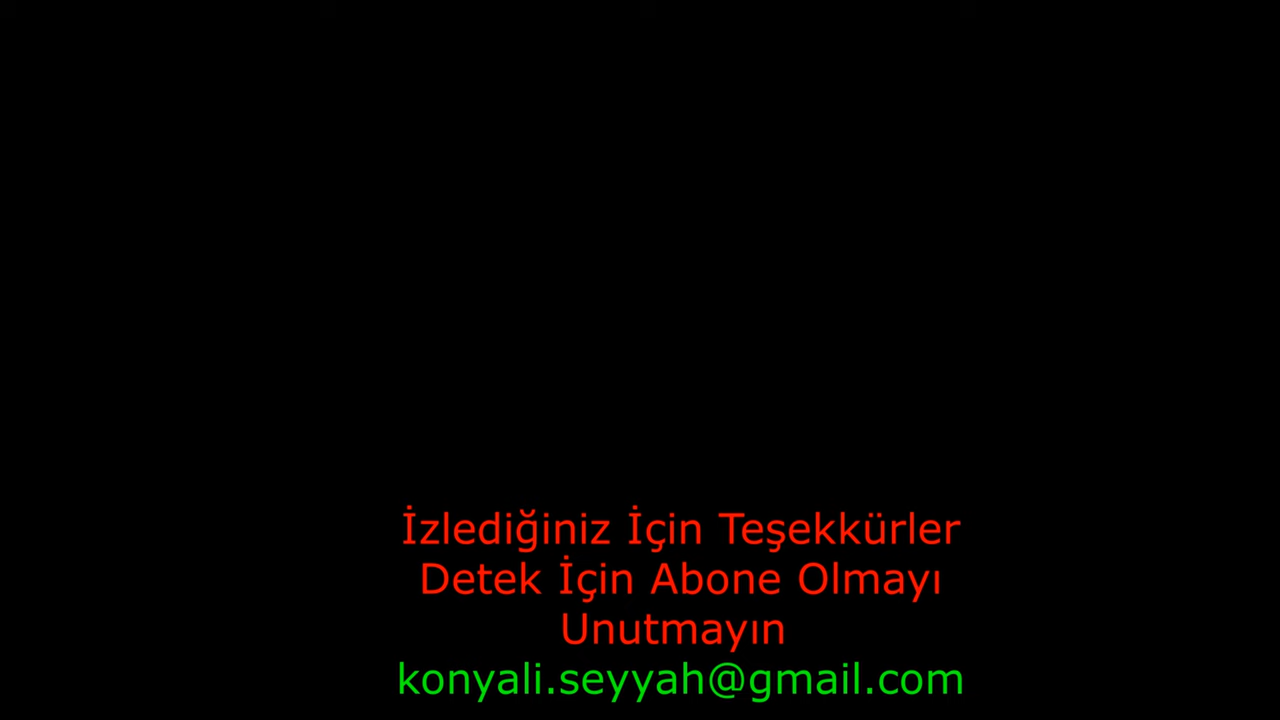 İzlediğiniz İçin Teşekkürler
Detek İçin Abone Olmayı
Unutmayın
konyali.seyyah@gmail.com